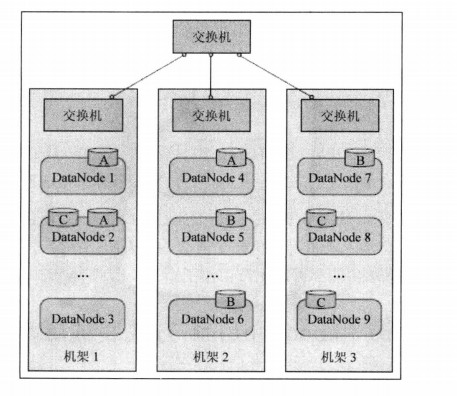 交换机
交换机
交换机
交换机
A
DataNode 1
C
A
DataNode 2
...
DataNode 3
机架 1
A
DataNode 4
B
DataNode 5
...
B
DataNode 6
机架 2
B
DataNode 7
C
DataNode 8
...
C
DataNode 9
机架 3